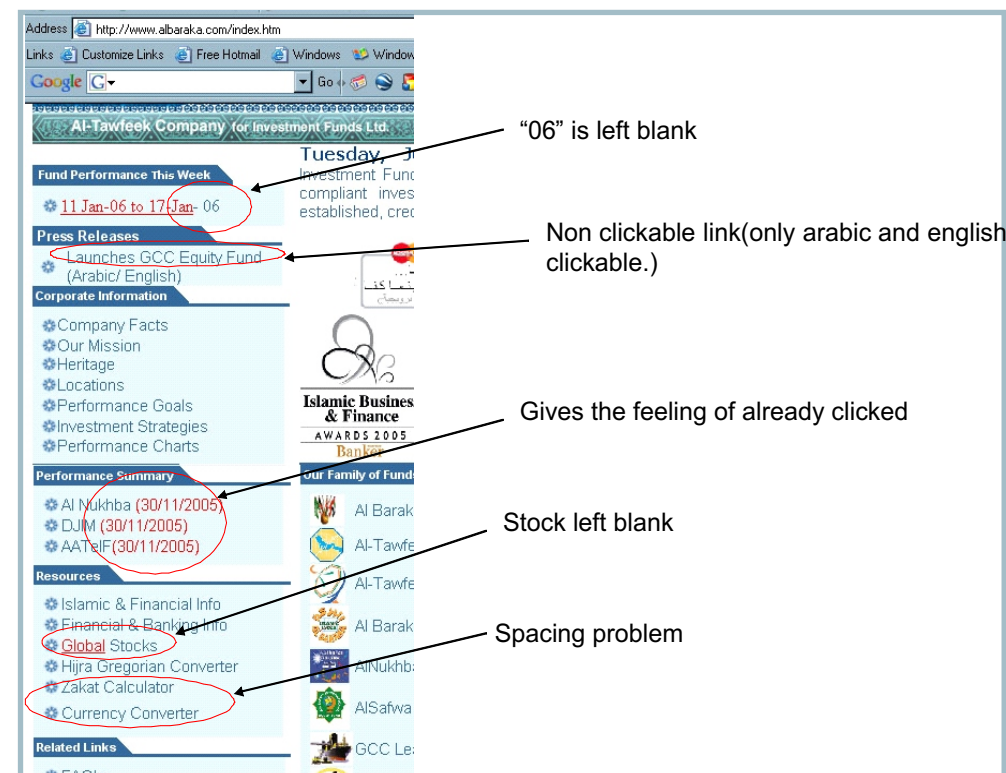 Address http://www.albaraka.com/index.htm
Links Customize Links Free Hotmail Windows Window
Google G Go
Al-Tawfeek Company for Investment Funds Ltd.
Fund Performance This Week
11 Jan-06 to 17-Jan- 06
Press Releases
Launches GCC Equity Fund
(Arabic/ English)
Corporate Information
Company Facts
Our Mission
Heritage
Locations
Performance Goals
Investment Strategies
Performance Charts
Performance Summary
Al Nukhba (30/11/2005)
DJIM (30/11/2005)
AATelF(30/11/2005)
Resources
Islamic & Financial Info
Financial & Banking Info
Global Stocks
Hijra Gregorian Converter
Zakat Calculator
Currency Converter
Related Links
Tuesday, J
Investment Func
compliant inves
established, crec
Islamic Busines
& Finance
AWARDS 2005
Banker
Our Family of Funds
Al Barak
Al-Tawfe
Al-Tawfe
Al Barak
AlNukhba
AlSafwa
GCC Le
"06" is left blank
Non clickable link(only arabic and english
clickable.)
Gives the feeling of already clicked
Stock left blank
Spacing problem